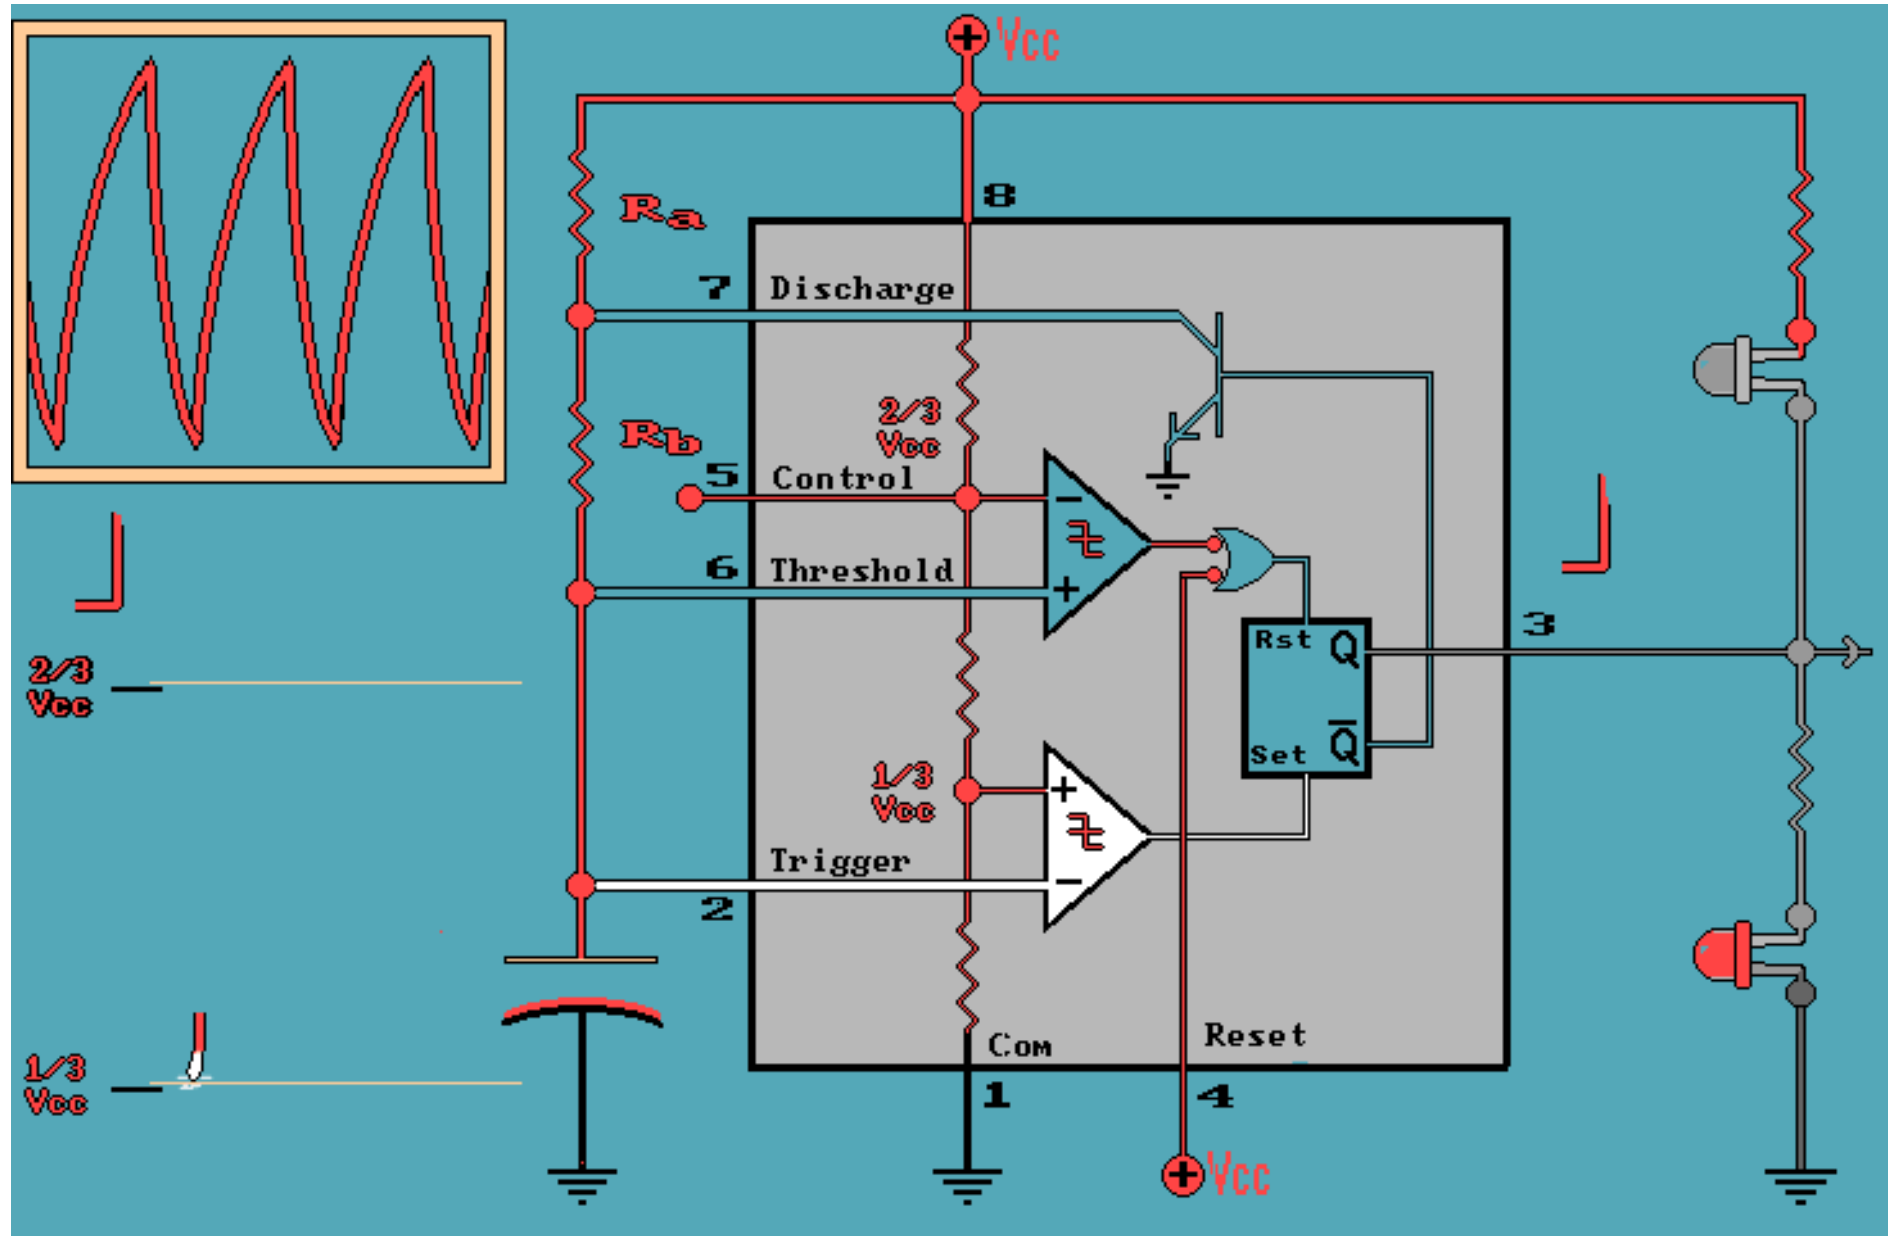 Vcc
8
Ra
7
Discharge
2/3
Vcc
Rb
5
Control
-
6
Threshold
+
Rst Q
3
2/3
Vcc
Set Q̅
1/3
Vcc
+
Trigger
-
2
Com
Reset
1/3
Vcc
1
4
Vcc